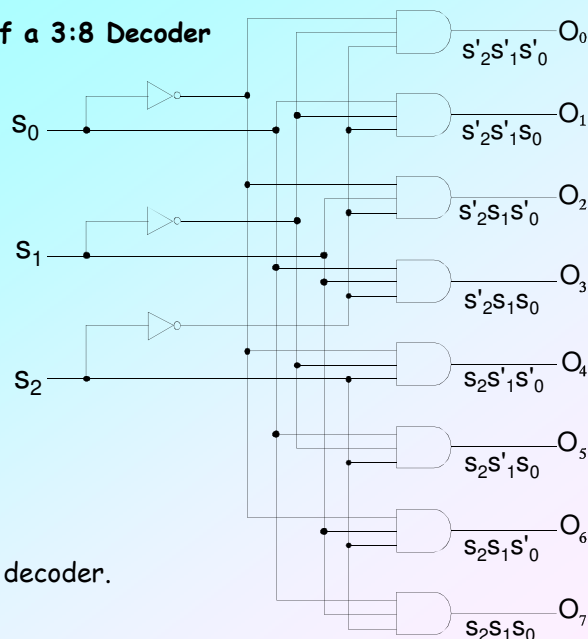 f a 3:8 Decoder
O₀
s'₂s'₁s'₀
S₀
O₁
s'₂s'₁s₀
O₂
s'₂s₁s'₀
S₁
O₃
s'₂s₁s₀
O₄
s₂s'₁s'₀
S₂
O₅
s₂s'₁s₀
O₆
s₂s₁s'₀
decoder.
O₇
s₂s₁s₀